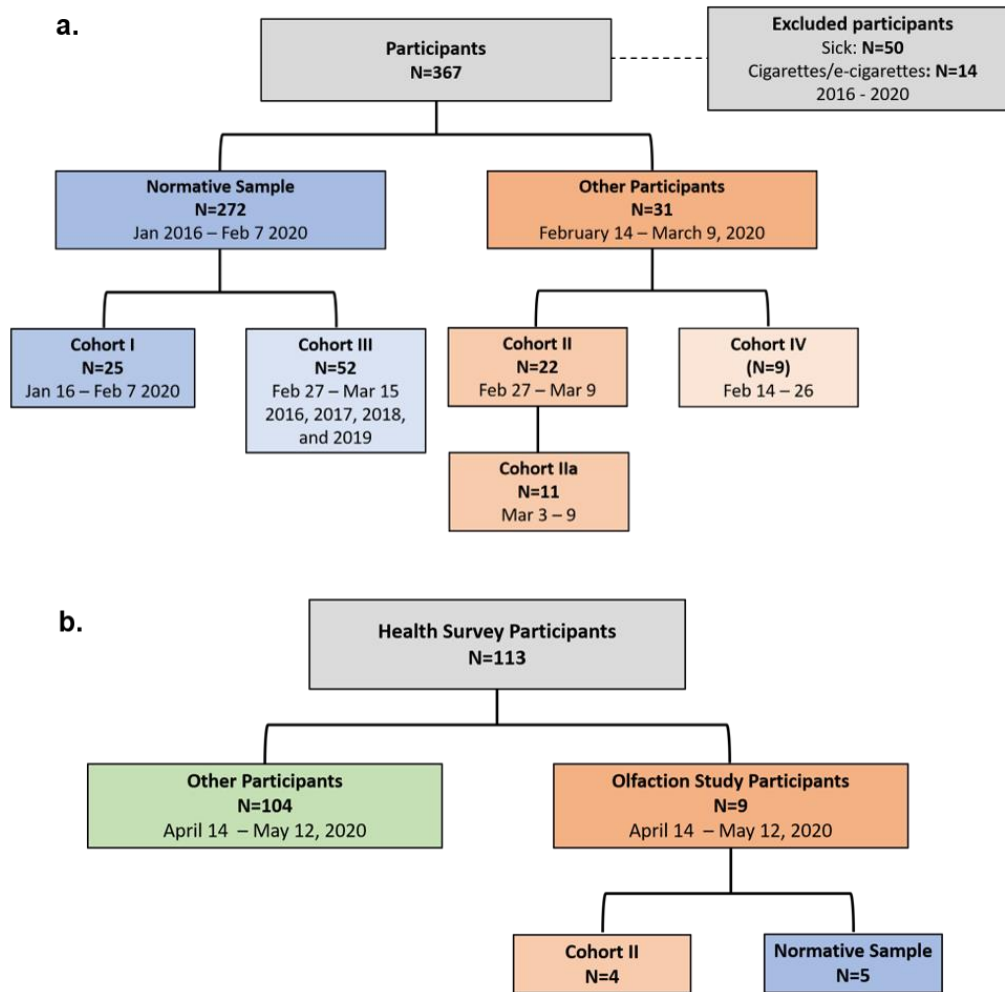 a.
Participants
N=367
Excluded participants
Sick: N=50
Cigarettes/e-cigarettes: N=14
2016 - 2020
Normative Sample
N=272
Jan 2016 – Feb 7 2020
Other Participants
N=31
February 14 – March 9, 2020
Cohort I
N=25
Jan 16 – Feb 7 2020
Cohort III
N=52
Feb 27 – Mar 15
2016, 2017, 2018,
and 2019
Cohort II
N=22
Feb 27 – Mar 9
Cohort IV
(N=9)
Feb 14 – 26
Cohort IIa
N=11
Mar 3 – 9
b.
Health Survey Participants
N=113
Other Participants
N=104
April 14 – May 12, 2020
Olfaction Study Participants
N=9
April 14 – May 12, 2020
Cohort II
N=4
Normative Sample
N=5